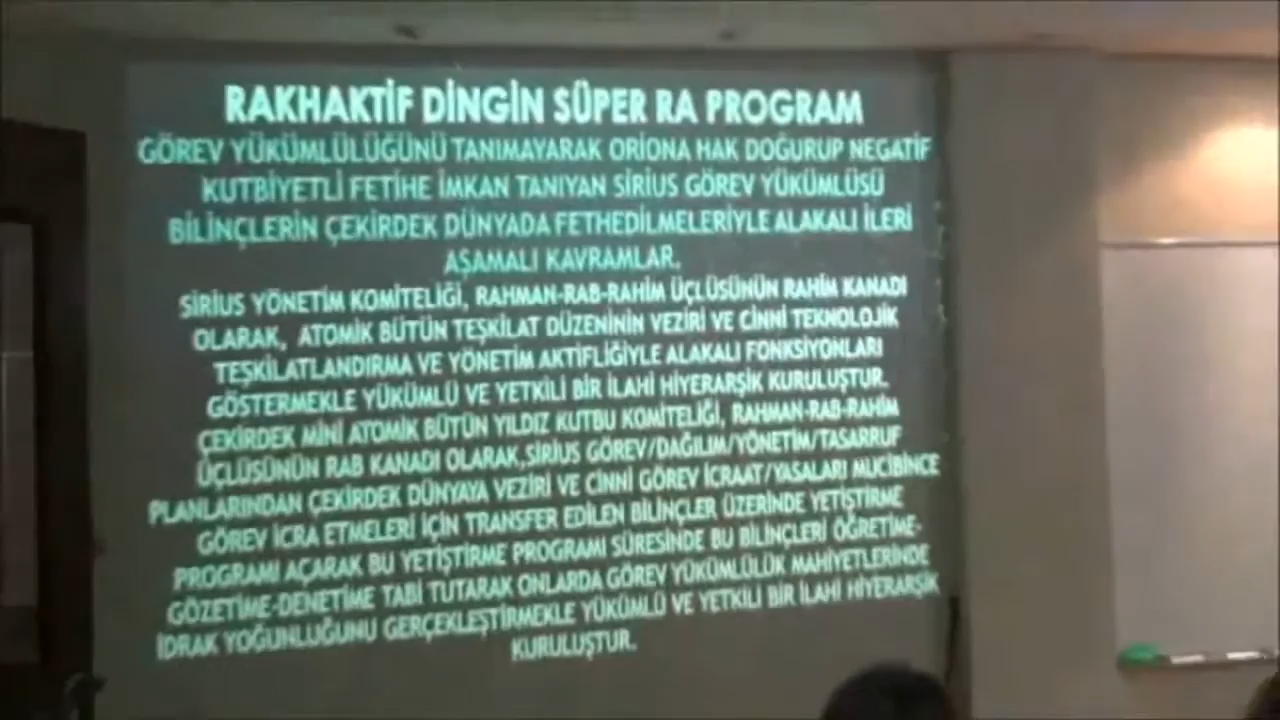 RAKHAKTİF DİNGİN SÜPER RA PROGRAM
GÖREV YÜKÜMLÜLÜĞÜNÜ TANIMAYARAK ORIONA HAK DOĞURUP NEGATİF
KUTBİYETLİ FETİHE İMKAN TANIYAN SİRİUS GÖREV YÜKÜMLÜSÜ
BİLİNÇLERİN ÇEKİRDEK DÜNYADA FETHEDİLMELERİYLE ALAKALI İLERİ
AŞAMALI KAVRAMLAR.
SİRİUS YÖNETİM KOMİTELİĞİ, RAHMAN-RAB-RAHİM ÜÇLÜSÜNÜN RAHİM KANADI
OLARAK, ATOMİK BÜTÜN TEŞKİLAT DÜZENİNİN VEZİRİ VE CİNNİ TEKNOLOJİK
TEŞKİLATLANDIRMA VE YÖNETİM AKTİFLİĞİYLE ALAKALI FONKSİYONLARI
GÖSTERMEKLE YÜKÜMLÜ VE YETKİLİ BİR İLAHİ HİYERARŞİK KURULUŞTUR.
ÇEKİRDEK MİNİ ATOMİK BÜTÜN YILDIZ KUTBU KOMİTELİĞİ, RAHMAN-RAB-RAHİM
ÜÇLÜSÜNÜN RAB KANADI OLARAK,SİRİUS GÖREV/DAĞILIM/YÖNETİM/TASARRUF
PLANLARINDAN ÇEKİRDEK DÜNYAYA VEZİRİ VE CİNNİ GÖREV İCRAAT/YASALARI MUCİBİNCE
GÖREV İCRA ETMELERİ İÇİN TRANSFER EDİLEN BİLİNÇLER ÜZERİNDE YETİŞTİRME
PROGRAMI AÇARAK BU YETİŞTİRME PROGRAMI SÜRESİNDE BU BİLİNÇLERİ ÖĞRETİME-
GÖZETİME-DENETİME TABİ TUTARAK ONLARDA GÖREV YÜKÜMLÜLÜK MAHİYETLERİNDE
İDRAK YOĞUNLUĞUNU GERÇEKLEŞTİRMEKLE YÜKÜMLÜ VE YETKİLİ BİR İLAHİ HİYERARŞİK
KURULUŞTUR.